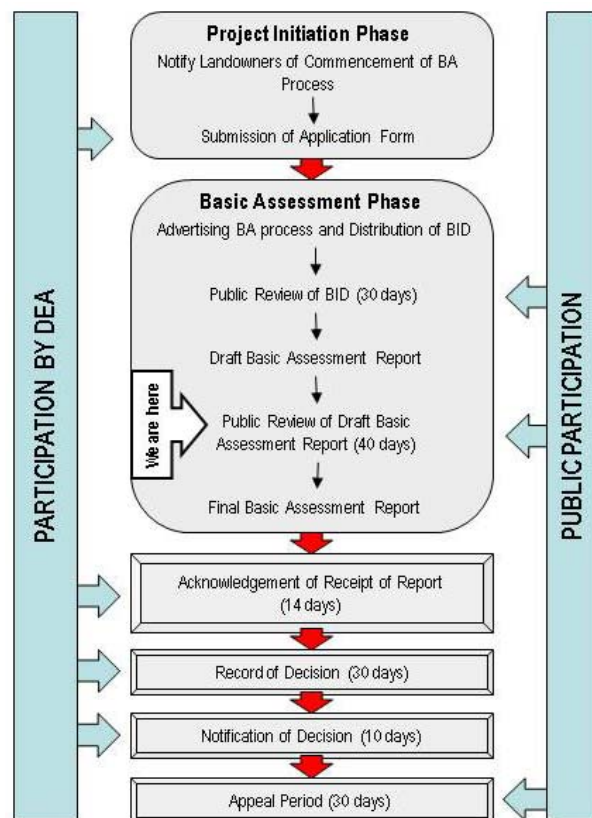 PARTICIPATION BY DEA
Project Initiation Phase
Notify Landowners of Commencement of BA
Process
Submission of Application Form
Basic Assessment Phase
Advertising BA process and Distribution of BID
Public Review of BID (30 days)
Draft Basic Assessment Report
We are here
Public Review of Draft Basic
Assessment Report (40 days)
Final Basic Assessment Report
Acknowledgement of Receipt of Report
(14 days)
Record of Decision (30 days)
Notification of Decision (10 days)
Appeal Period (30 days)
PUBLIC PARTICIPATION